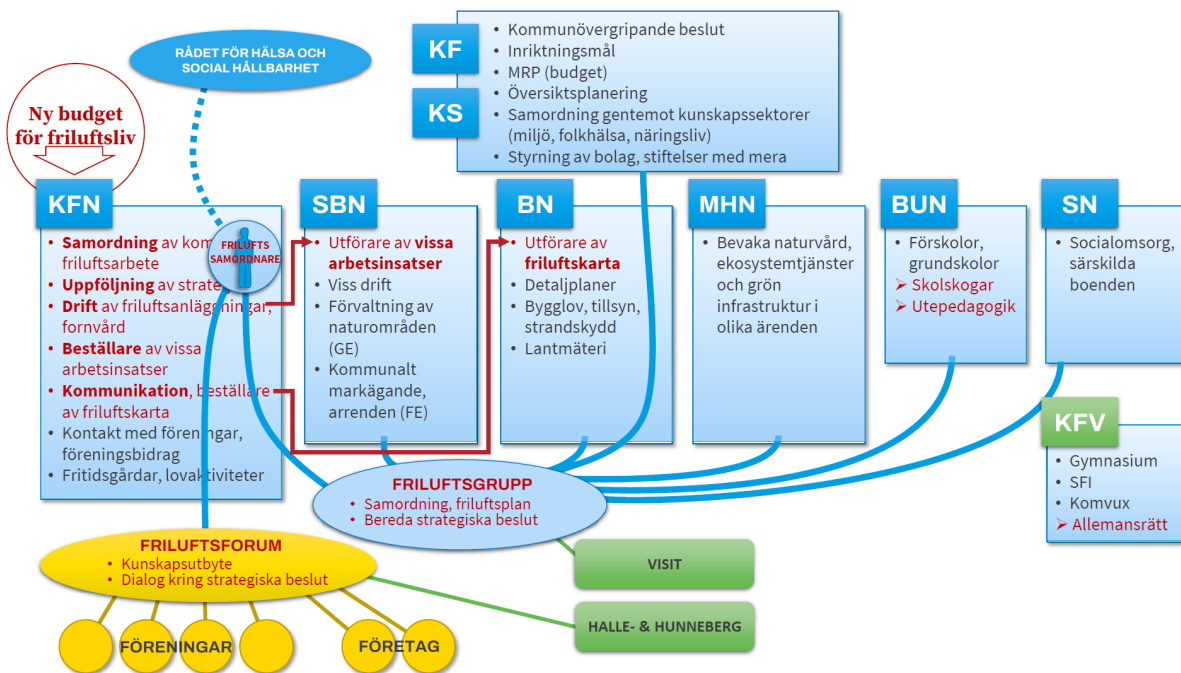 RÅDET FÖR HÄLSA OCH
SOCIAL HÅLLBARHET
KF
KS
• Kommunövergripande beslut
• Inriktningsmål
• MRP (budget)
• Översiktsplanering
• Samordning gentemot kunskapssektorer
(miljö, folkhälsa, näringsliv)
• Styrning av bolag, stiftelser med mera
Ny budget
för friluftsliv
KFN
• Samordning av kom
friluftsarbete
• Uppföljning av strate
• Drift av friluftsanläggningar,
fornvård
• Beställare av vissa
arbetsinsatser
• Kommunikation, beställare
av friluftskarta
• Kontakt med föreningar,
föreningsbidrag
• Fritidsgårdar, lovaktiviteter
FRILUFTS
SAMORDNARE
SBN
• Utförare av vissa
arbetsinsatser
• Viss drift
• Förvaltning av
naturområden
(GE)
• Kommunalt
markägande,
arrenden (FE)
BN
• Utförare av
friluftskarta
• Detaljplaner
• Bygglov, tillsyn,
strandskydd
• Lantmäteri
MHN
• Bevaka naturvård,
ekosystemtjänster
och grön
infrastruktur i
olika ärenden
BUN
• Förskolor,
grundskolor
➢ Skolskogar
➢ Utepedagogik
SN
• Socialomsorg,
särskilda
boenden
KFV
• Gymnasium
• SFI
• Komvux
➢ Allemansrätt
FRILUFTSGRUPP
• Samordning, friluftsplan
• Bereda strategiska beslut
FRILUFTSFORUM
• Kunskapsutbyte
• Dialog kring strategiska beslut
VISIT
HALLE- & HUNNEBERG
FÖRENINGAR
FÖRETAG